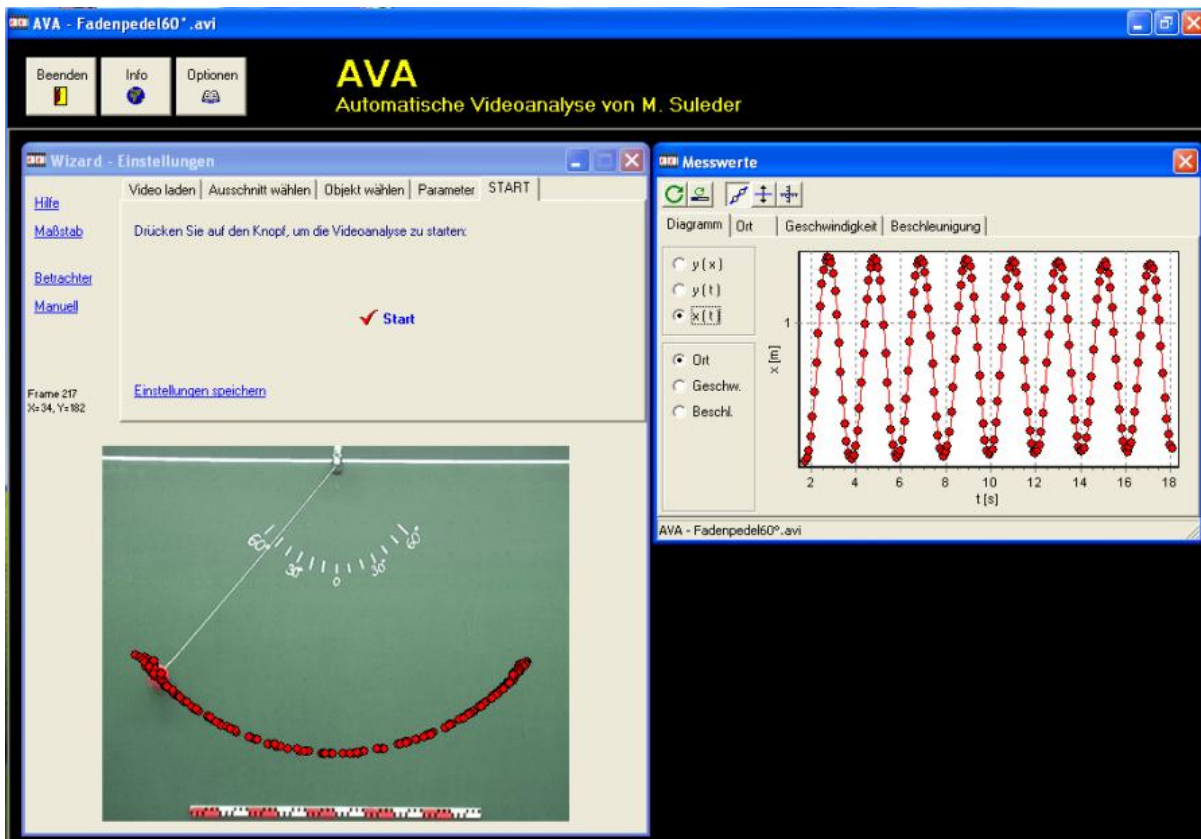 AVA - Fadenpedel60°.avi
Beenden Info Optionen
AVA
Automatische Videoanalyse von M. Suleder
Wizard - Einstellungen
Hilfe
Maßstab
Betrachter
Manuell
Frame 217
X=34, Y=182
Video laden Ausschnitt wählen Objekt wählen Parameter START
Drücken Sie auf den Knopf, um die Videoanalyse zu starten:
Start
Einstellungen speichern
60° 30° 0 30° 60°
Messwerte
Diagramm Ort Geschwindigkeit Beschleunigung
y(x)
y(t)
x(t)
Ort
Geschw.
Beschl.
x [m]
1
2 4 6 8 10 12 14 16 18
t [s]
AVA - Fadenpedel60°.avi